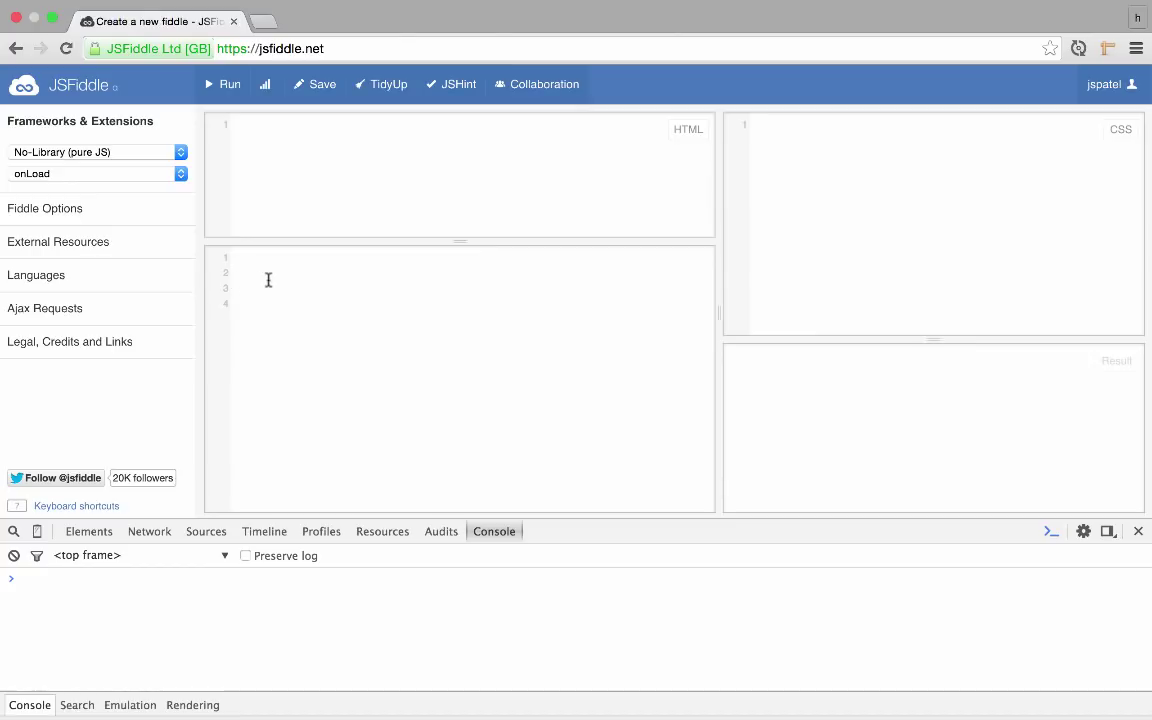 Create a new fiddle - JSFi
h
JSFiddle Ltd [GB] https://jsfiddle.net
JSFiddle
Run
Save
TidyUp
JSHint
Collaboration
jspatel
Frameworks & Extensions
No-Library (pure JS)
onLoad
Fiddle Options
External Resources
Languages
Ajax Requests
Legal, Credits and Links
Follow @jsfiddle
20K followers
? Keyboard shortcuts
1
HTML
1
CSS
1
2
3
4
Result
Elements
Network
Sources
Timeline
Profiles
Resources
Audits
Console
<top frame>
Preserve log
Console
Search
Emulation
Rendering